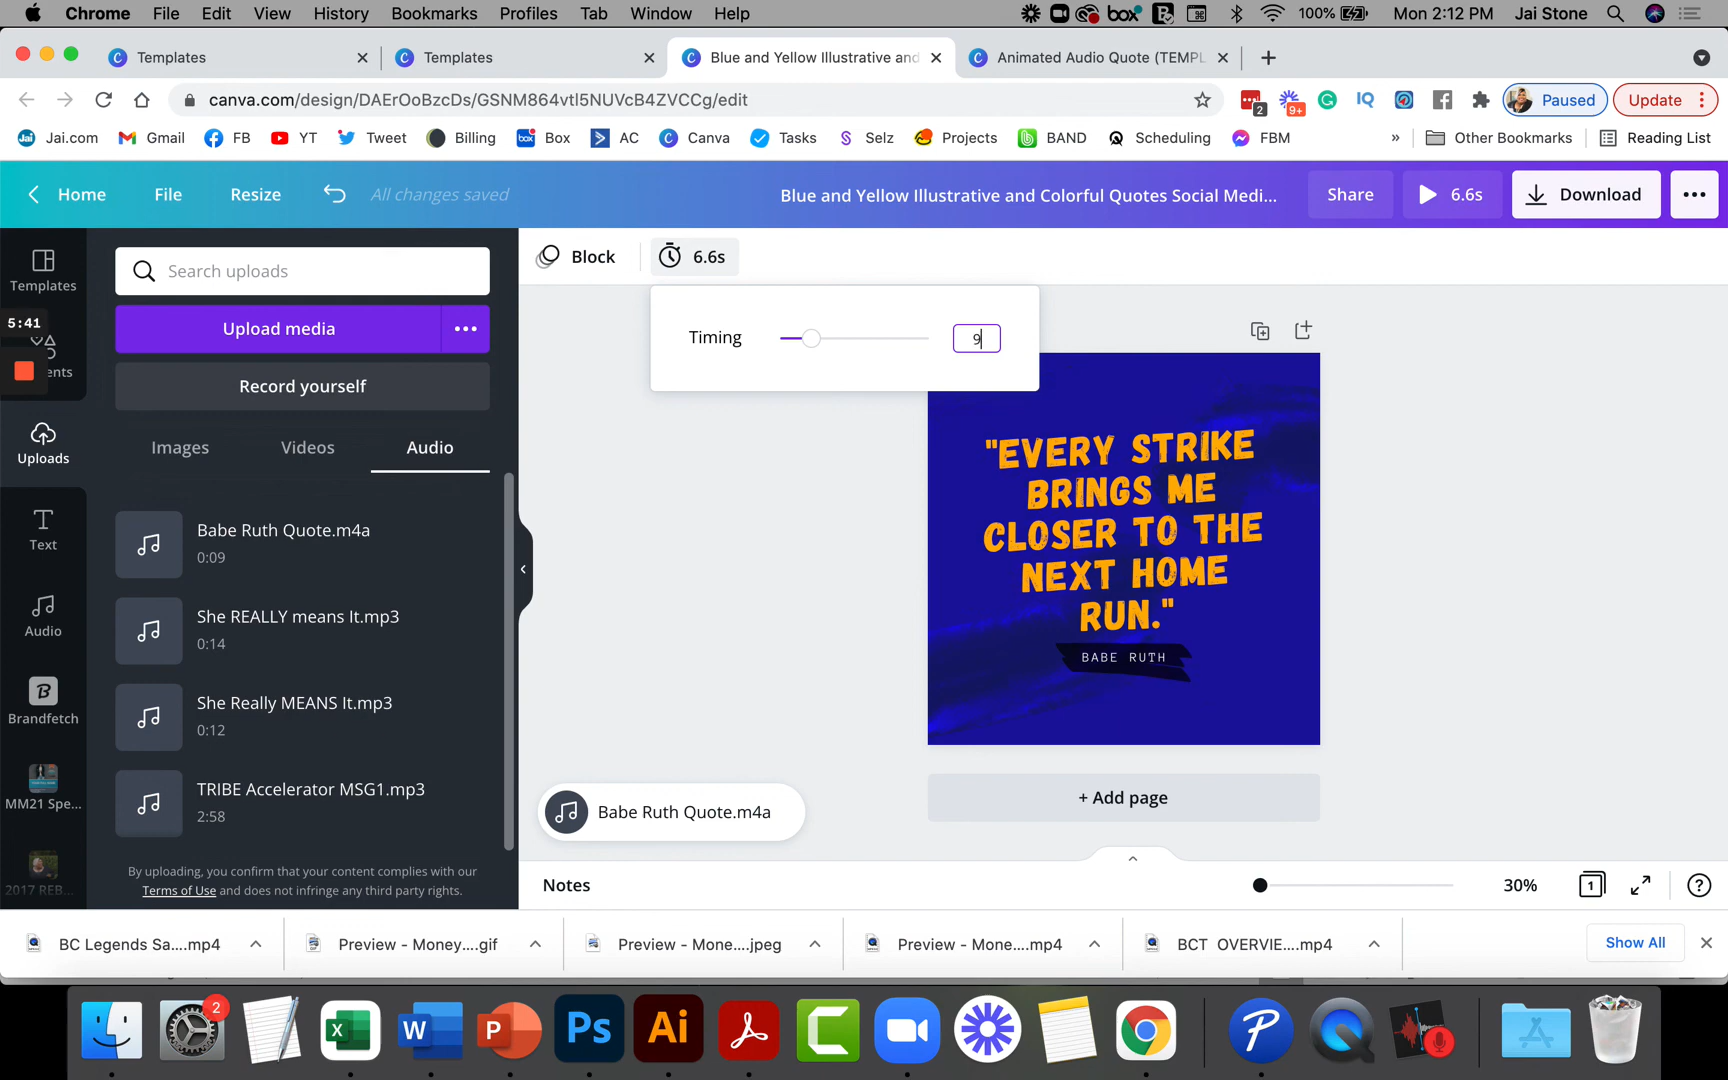 Chrome File Edit View History Bookmarks Profiles Tab Window Help
box 100% Mon 2:12 PM Jai Stone
Templates
Templates
Blue and Yellow Illustrative and
Animated Audio Quote (TEMPL
canva.com/design/DAErOoBzcDs/GSNM864vtl5NUVcB4ZVCCg/edit
2 9+ IQ Paused Update
Jai.com Gmail FB YT Tweet Billing Box AC Canva Tasks Selz Projects BAND Scheduling FBM » Other Bookmarks Reading List
Home File Resize All changes saved
Blue and Yellow Illustrative and Colorful Quotes Social Medi... Share 6.6s Download
Templates
5:41
ents
Uploads
Text
Audio
Brandfetch
MM21 Spe...
2017 REB...
Search uploads
Upload media
Record yourself
Images Videos Audio
Babe Ruth Quote.m4a
0:09
She REALLY means It.mp3
0:14
She Really MEANS It.mp3
0:12
TRIBE Accelerator MSG1.mp3
2:58
By uploading, you confirm that your content complies with our
Terms of Use and does not infringe any third party rights.
Block 6.6s
Timing 9
"EVERY STRIKE
BRINGS ME
CLOSER TO THE
NEXT HOME
RUN."
BABE RUTH
+ Add page
Babe Ruth Quote.m4a
Notes 30% 1 ?
BC Legends Sa....mp4
Preview - Money....gif
Preview - Mone....jpeg
Preview - Mone....mp4
BCT OVERVIE....mp4
Show All
2 X W P Ps Ai C P